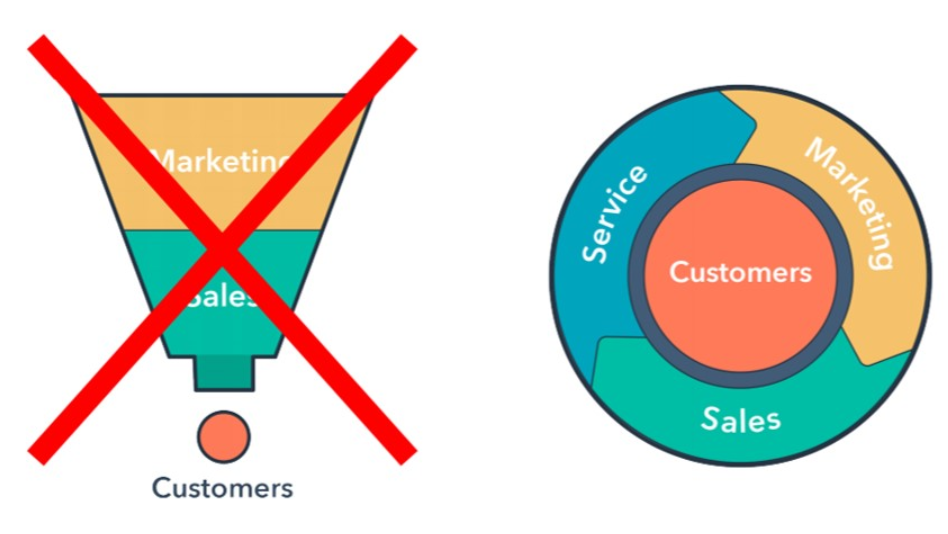 Marketing
Sales
Customers
Service
Marketing
Customers
Sales